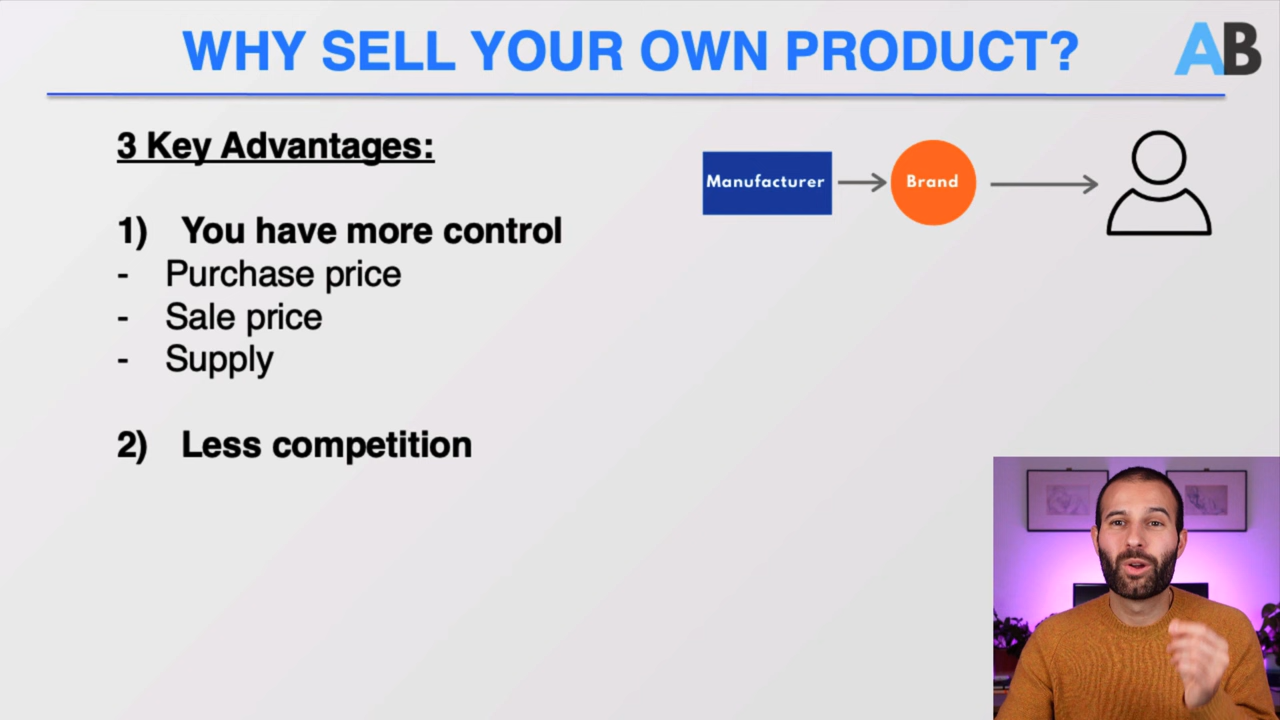 WHY SELL YOUR OWN PRODUCT?
AB
3 Key Advantages:
Manufacturer
Brand
1) You have more control
- Purchase price
- Sale price
- Supply
2) Less competition